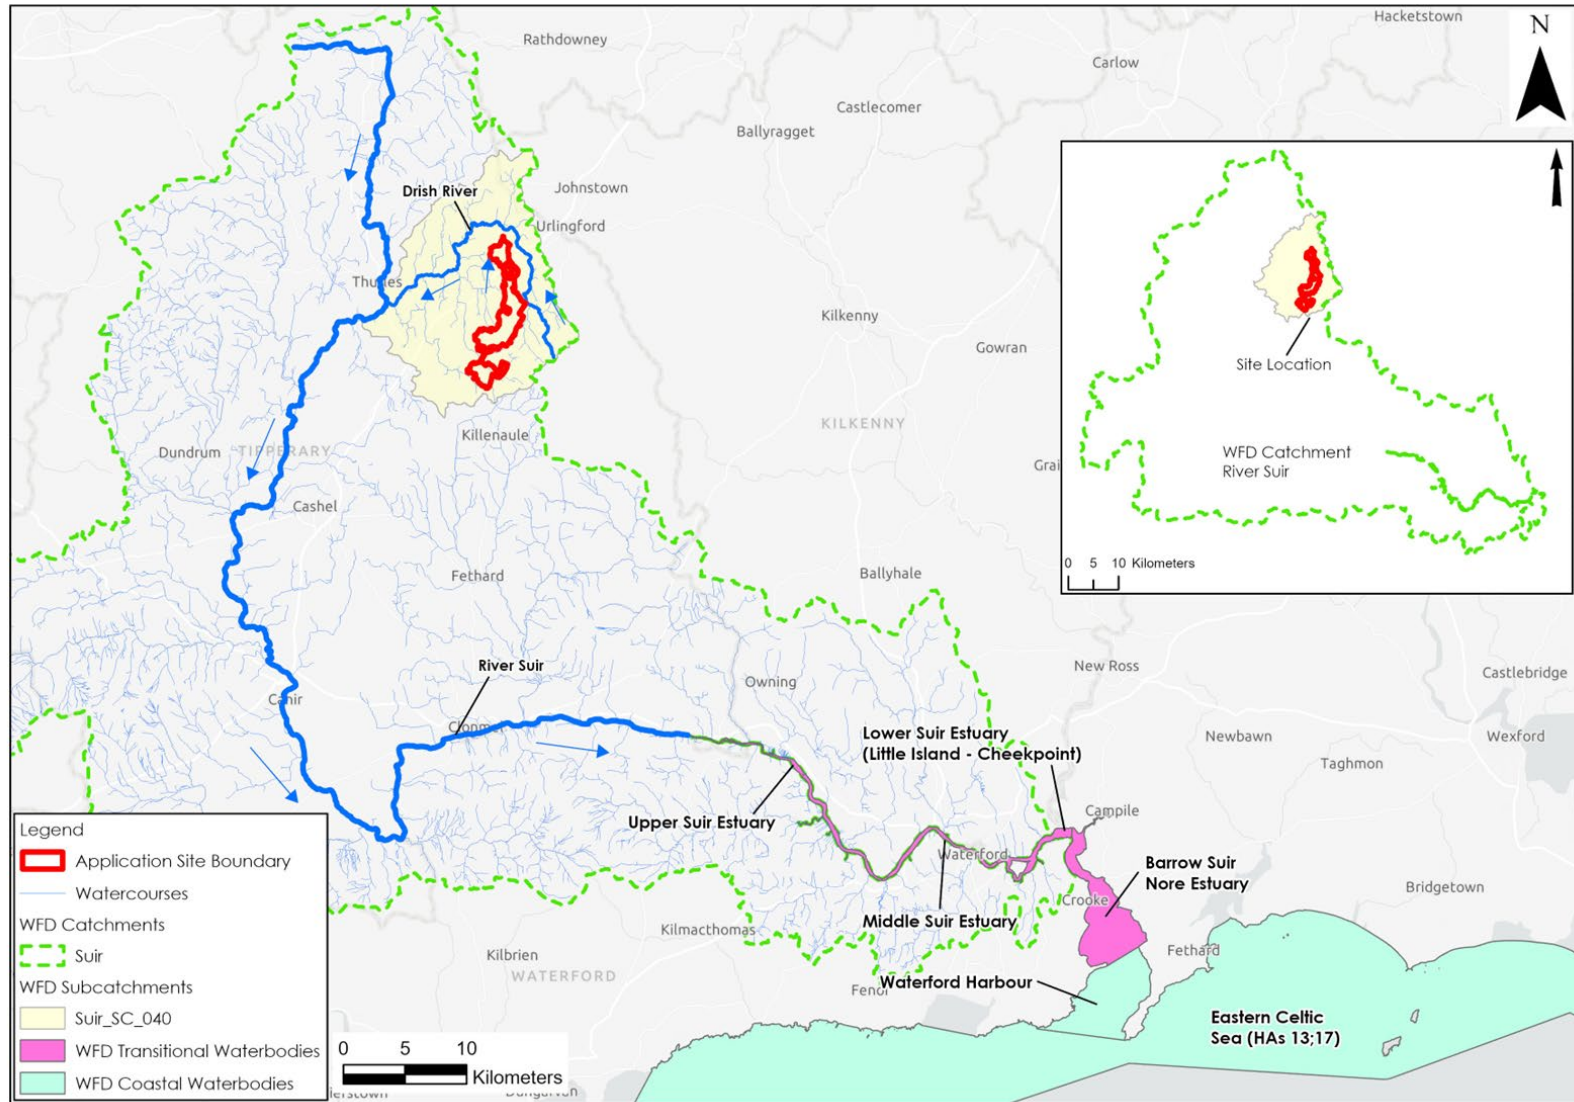 Hacketstown
Rathdowney
N
Carlow
Castlecomer
Ballyragget
Drish River
Johnstown
Urlingford
Thurles
Kilkenny
Gowran
Site Location
KILKENNY
Killenaule
Dundrum
TIPPERARY
WFD Catchment
River Suir
Cashel
0 5 10 Kilometers
Fethard
Ballyhale
New Ross
Castlebridge
River Suir
Owning
Cahir
Lower Suir Estuary
(Little Island - Cheekpoint)
Newbawn
Wexford
Taghmon
Upper Suir Estuary
Campile
Waterford
Barrow Suir
Nore Estuary
Bridgetown
Crooke
Middle Suir Estuary
Kilmacthomas
Fethard
Kilbrien
WATERFORD
Waterford Harbour
Fenor
Eastern Celtic
Sea (HAs 13;17)
Legend
Application Site Boundary
Watercourses
WFD Catchments
Suir
WFD Subcatchments
Suir_SC_040
WFD Transitional Waterbodies
WFD Coastal Waterbodies
0 5 10
Kilometers